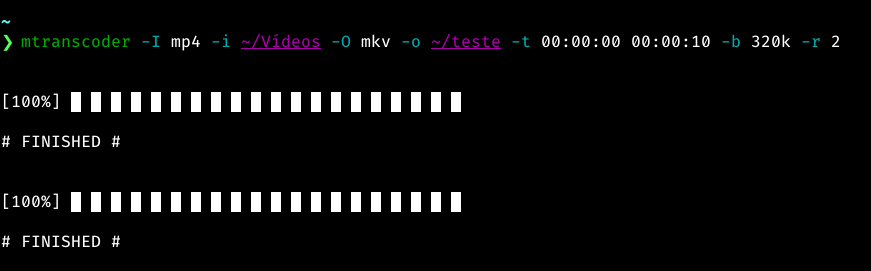 ~
❯ mtranscoder -I mp4 -i ~/Vídeos -O mkv -o ~/teste -t 00:00:00 00:00:10 -b 320k -r 2
[100%] ▮ ▮ ▮ ▮ ▮ ▮ ▮ ▮ ▮ ▮ ▮ ▮ ▮ ▮ ▮ ▮ ▮ ▮ ▮ ▮
# FINISHED #
[100%] ▮ ▮ ▮ ▮ ▮ ▮ ▮ ▮ ▮ ▮ ▮ ▮ ▮ ▮ ▮ ▮ ▮ ▮ ▮ ▮
# FINISHED #